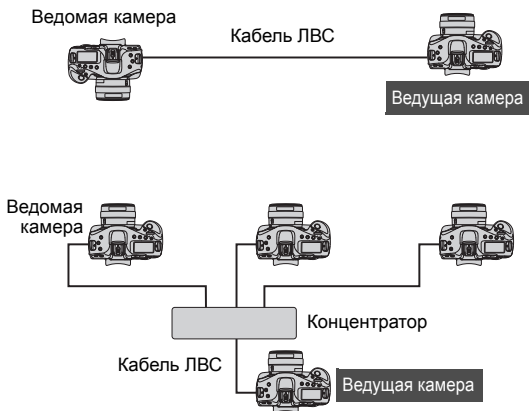 Ведомая камера
Кабель ЛВС
Ведущая камера
Ведомая
камера
Концентратор
Кабель ЛВС
Ведущая камера